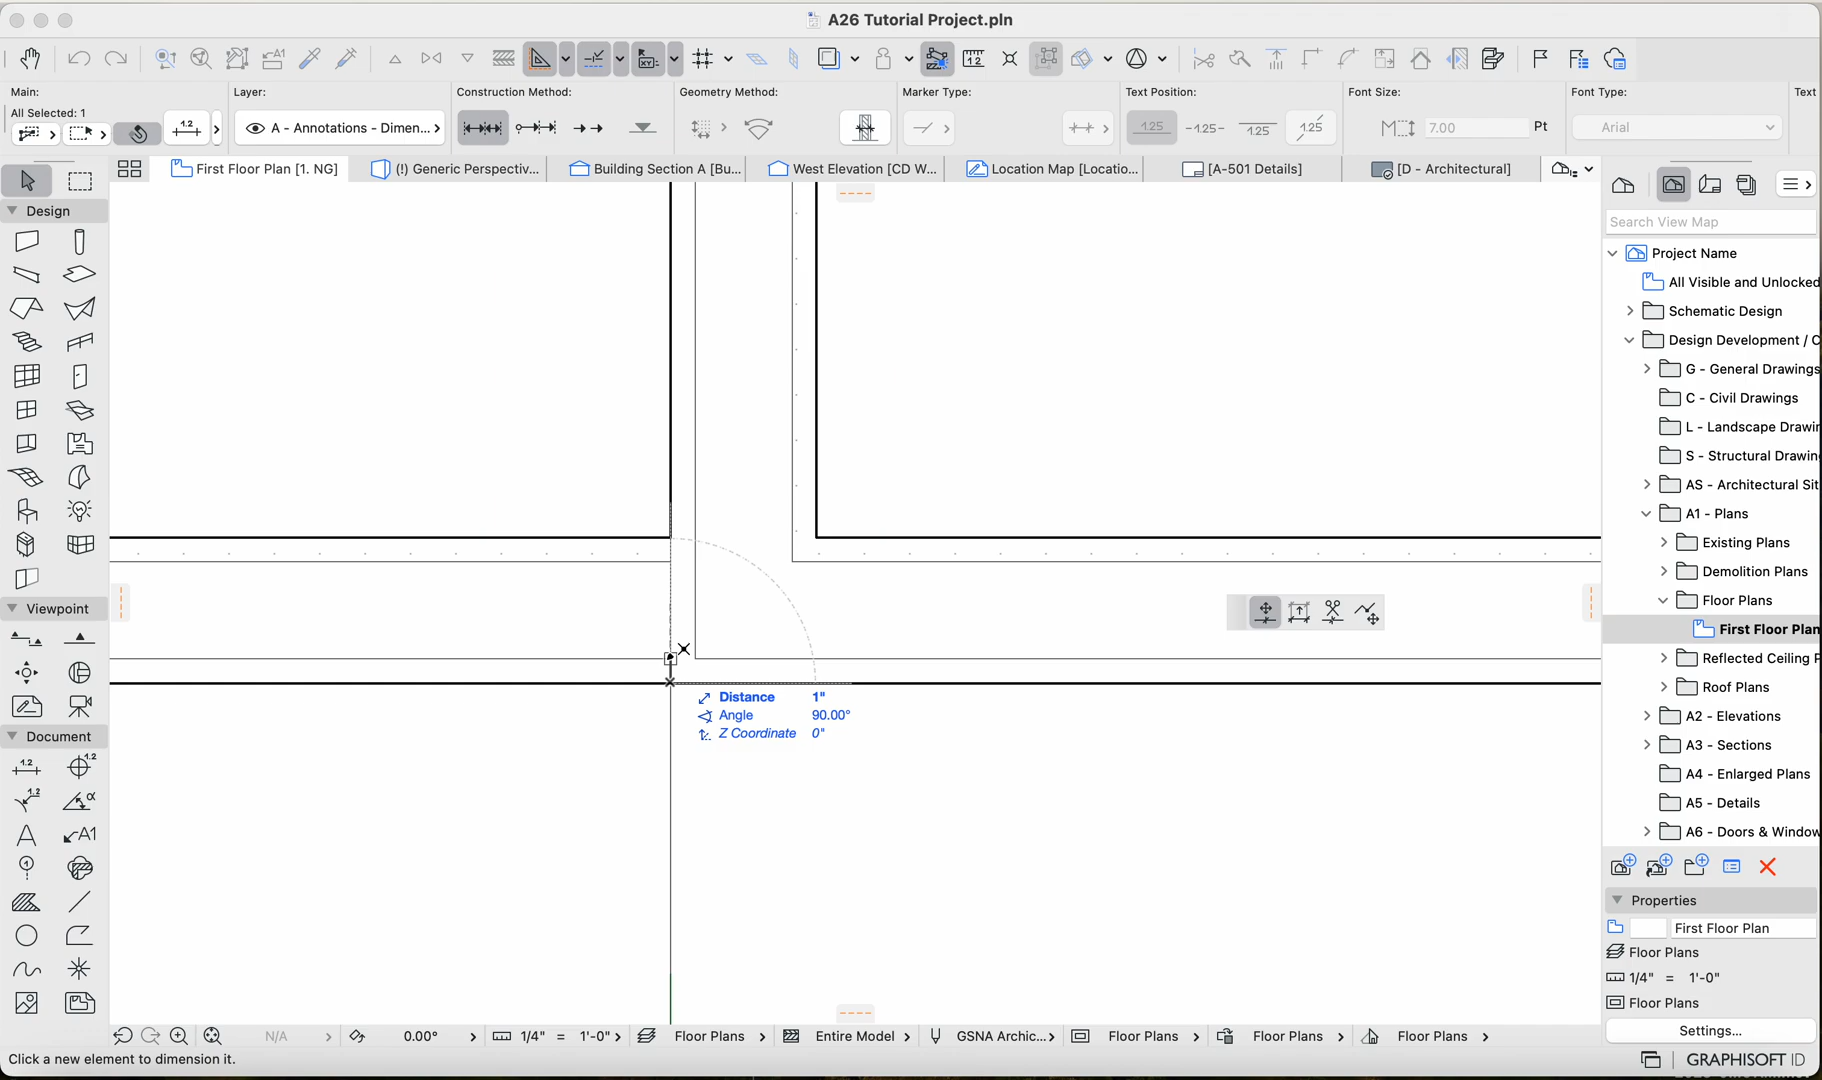 A26 Tutorial Project.pln
Main:
All Selected: 1
Layer:
A - Annotations - Dimen...
Construction Method:
Geometry Method:
Marker Type:
Text Position:
Font Size:
7.00 Pt
Font Type:
Arial
Text
First Floor Plan [1. NG]
(!) Generic Perspectiv...
Building Section A [Bu...
West Elevation [CD W...
Location Map [Locatio...
[A-501 Details]
[D - Architectural]
Design
Viewpoint
Document
Distance 1"
Angle 90.00°
Z Coordinate 0"
Search View Map
Project Name
All Visible and Unlocked
Schematic Design
Design Development / C
G - General Drawings
C - Civil Drawings
L - Landscape Drawin
S - Structural Drawin
AS - Architectural Sit
A1 - Plans
Existing Plans
Demolition Plans
Floor Plans
First Floor Plan
Reflected Ceiling P
Roof Plans
A2 - Elevations
A3 - Sections
A4 - Enlarged Plans
A5 - Details
A6 - Doors & Window
Properties
First Floor Plan
Floor Plans
1/4" = 1'-0"
Floor Plans
Settings...
N/A
0.00°
1/4" = 1'-0"
Floor Plans
Entire Model
GSNA Archic...
Floor Plans
Floor Plans
Floor Plans
Click a new element to dimension it.
GRAPHISOFT ID